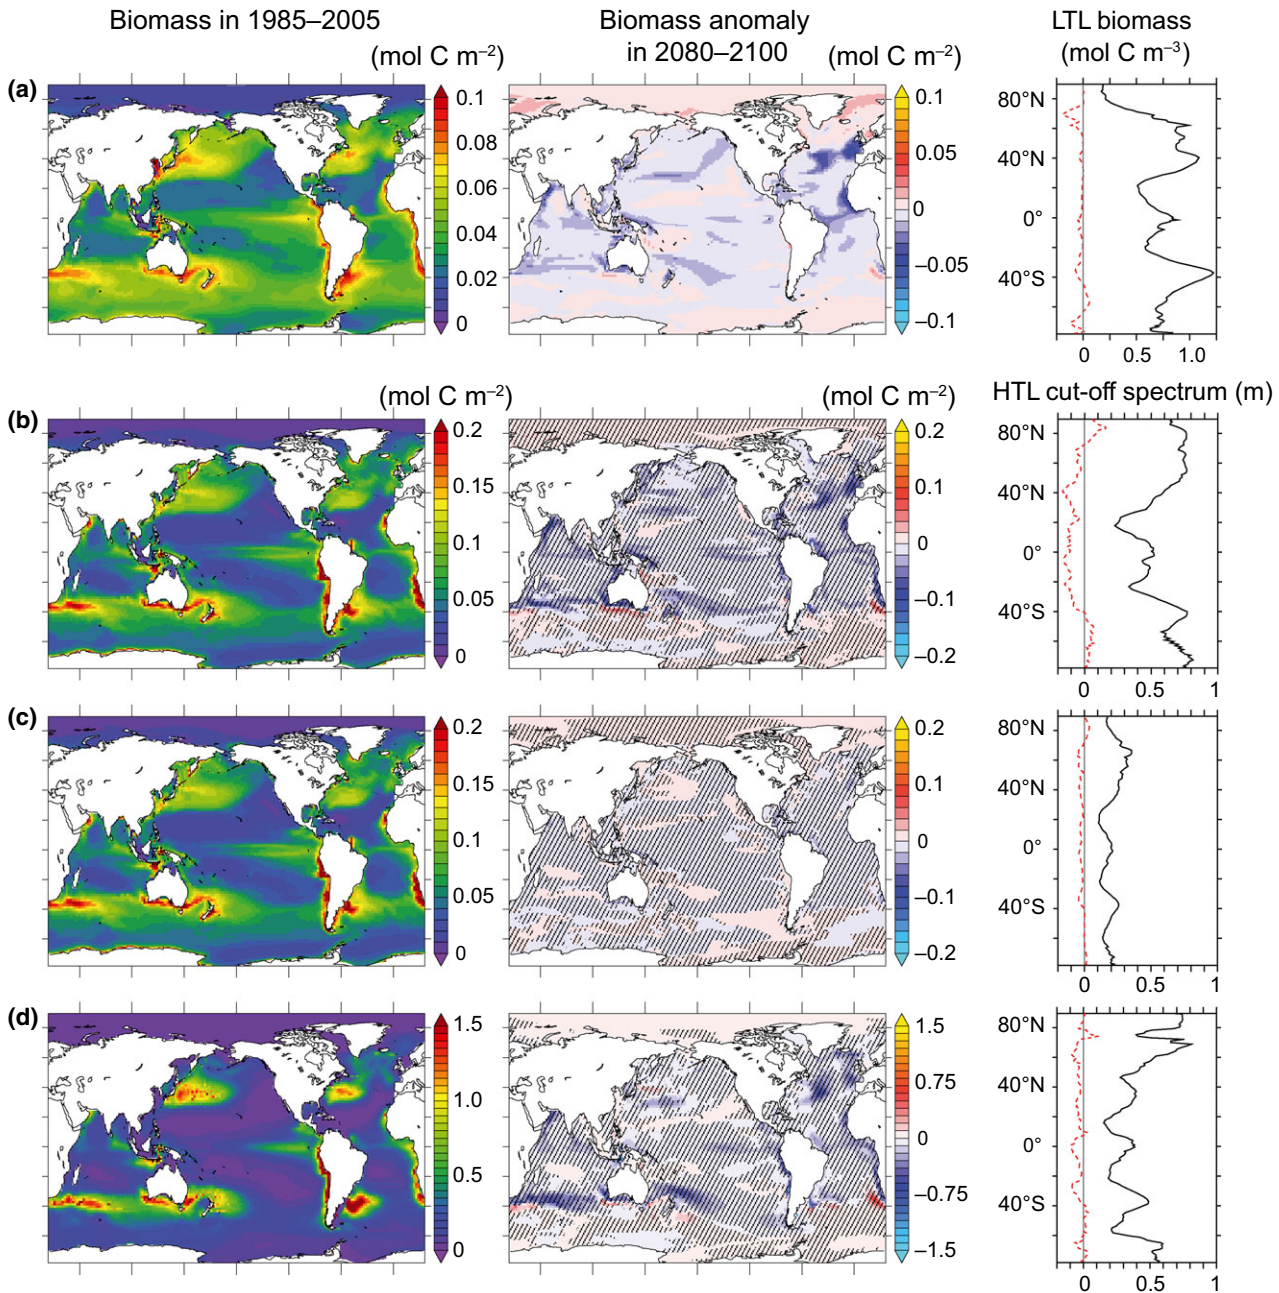 Biomass in 1985–2005
(mol C m⁻²)
Biomass anomaly
in 2080–2100
(mol C m⁻²)
LTL biomass
(mol C m⁻³)
(a)
0.1
0.08
0.06
0.04
0.02
0
0.1
0.05
0
–0.05
–0.1
80°N
40°N
0°
40°S
0 0.5 1.0
(b)
(mol C m⁻²)
0.2
0.15
0.1
0.05
0
(mol C m⁻²)
0.2
0.1
0
–0.1
–0.2
HTL cut-off spectrum (m)
80°N
40°N
0°
40°S
0 0.5 1
(c)
0.2
0.15
0.1
0.05
0
0.2
0.1
0
–0.1
–0.2
80°N
40°N
0°
40°S
0 0.5 1
(d)
1.5
1.0
0.5
0
1.5
0.75
0
–0.75
–1.5
80°N
40°N
0°
40°S
0 0.5 1